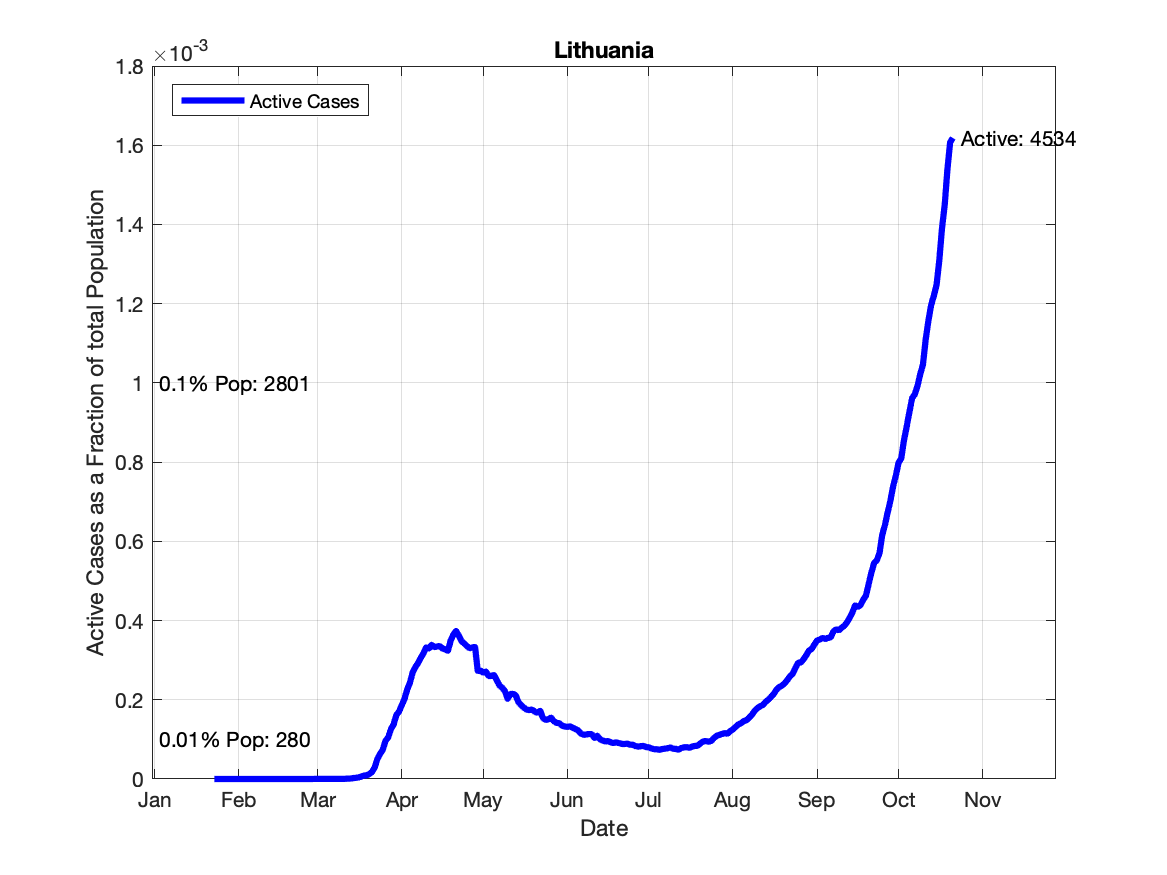 Lithuania
×10-3
1.8
1.6
1.4
1.2
1
0.8
0.6
0.4
0.2
0
Active Cases as a Fraction of total Population
Active Cases
Active: 4534
0.1% Pop: 2801
0.01% Pop: 280
Jan Feb Mar Apr May Jun Jul Aug Sep Oct Nov
Date